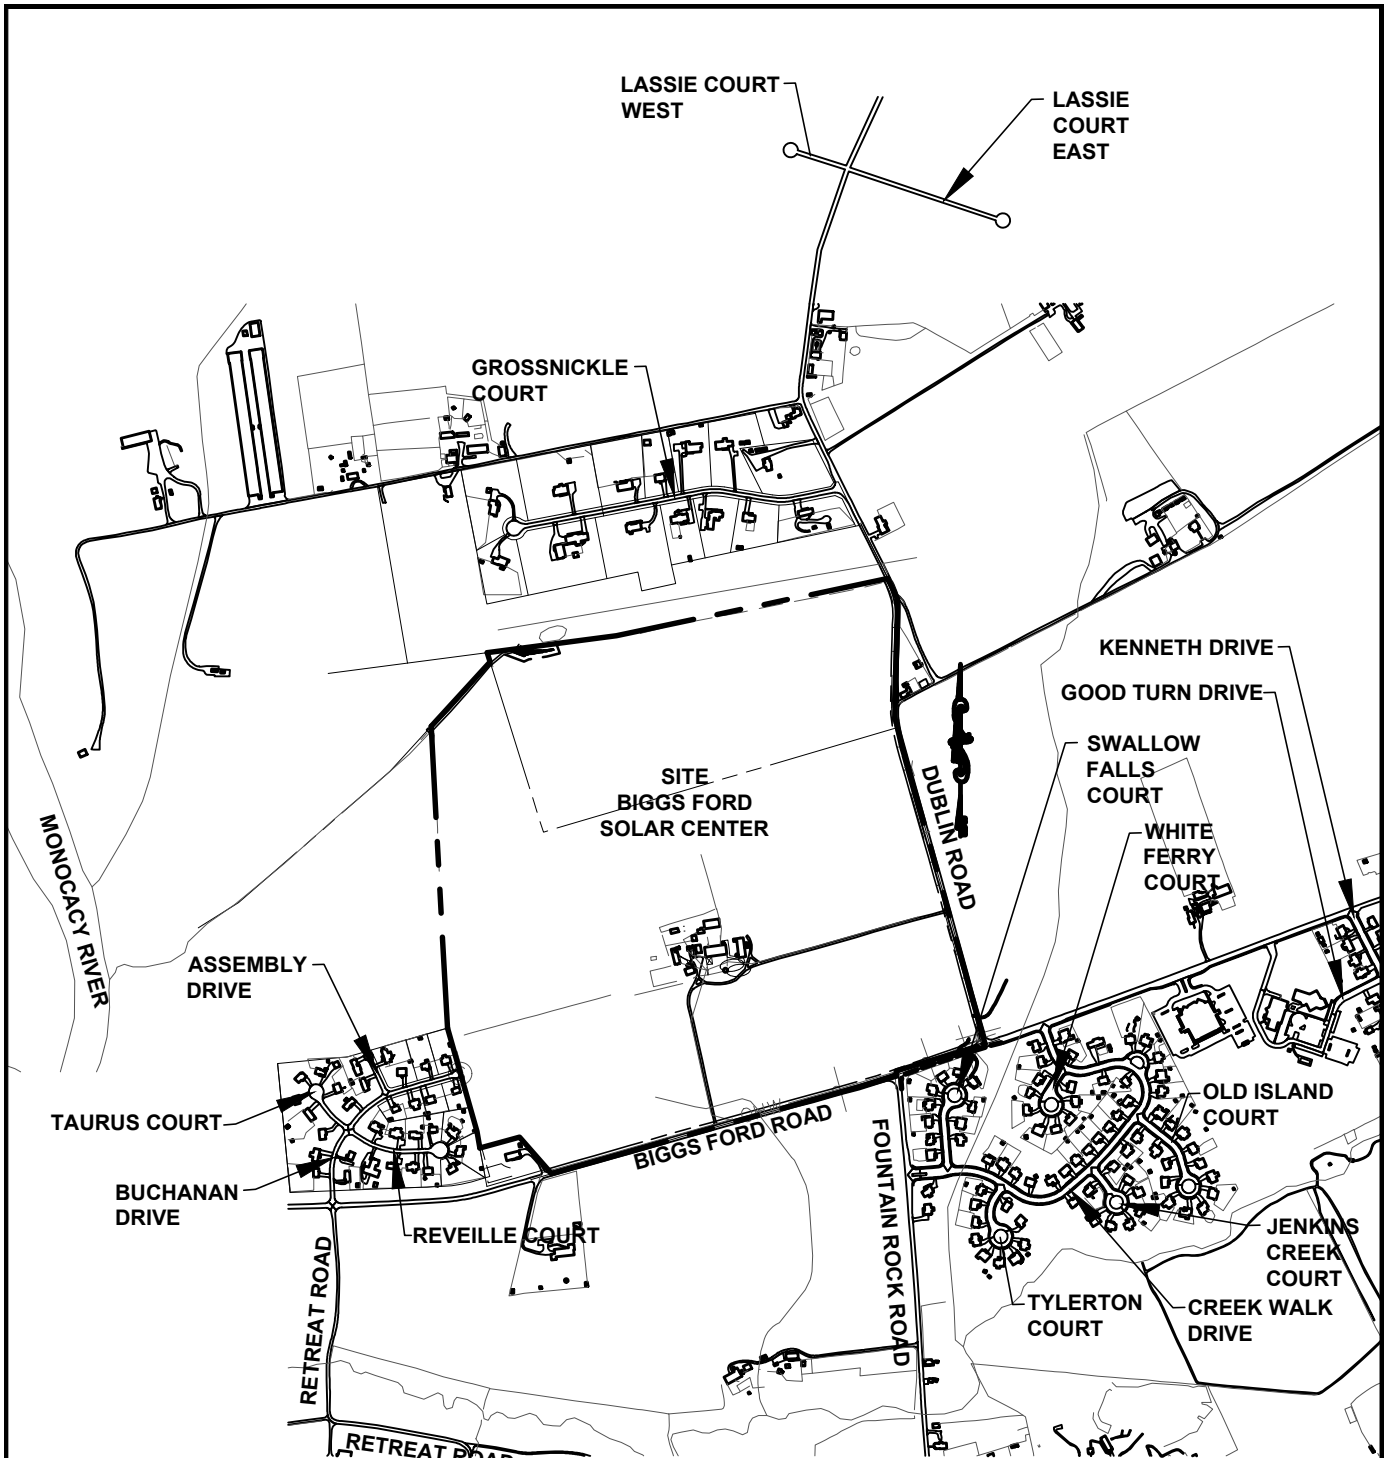 LASSIE COURT
WEST
LASSIE
COURT
EAST
GROSSNICKLE
COURT
KENNETH DRIVE
GOOD TURN DRIVE
SWALLOW
FALLS
COURT
SITE
BIGGS FORD
SOLAR CENTER
DUBLIN ROAD
WHITE
FERRY
COURT
MONOCACY RIVER
ASSEMBLY
DRIVE
TAURUS COURT
OLD ISLAND
COURT
BIGGS FORD ROAD
FOUNTAIN ROCK ROAD
BUCHANAN
DRIVE
REVEILLE COURT
JENKINS
CREEK
COURT
RETREAT ROAD
TYLERTON
COURT
CREEK WALK
DRIVE
RETREAT ROAD